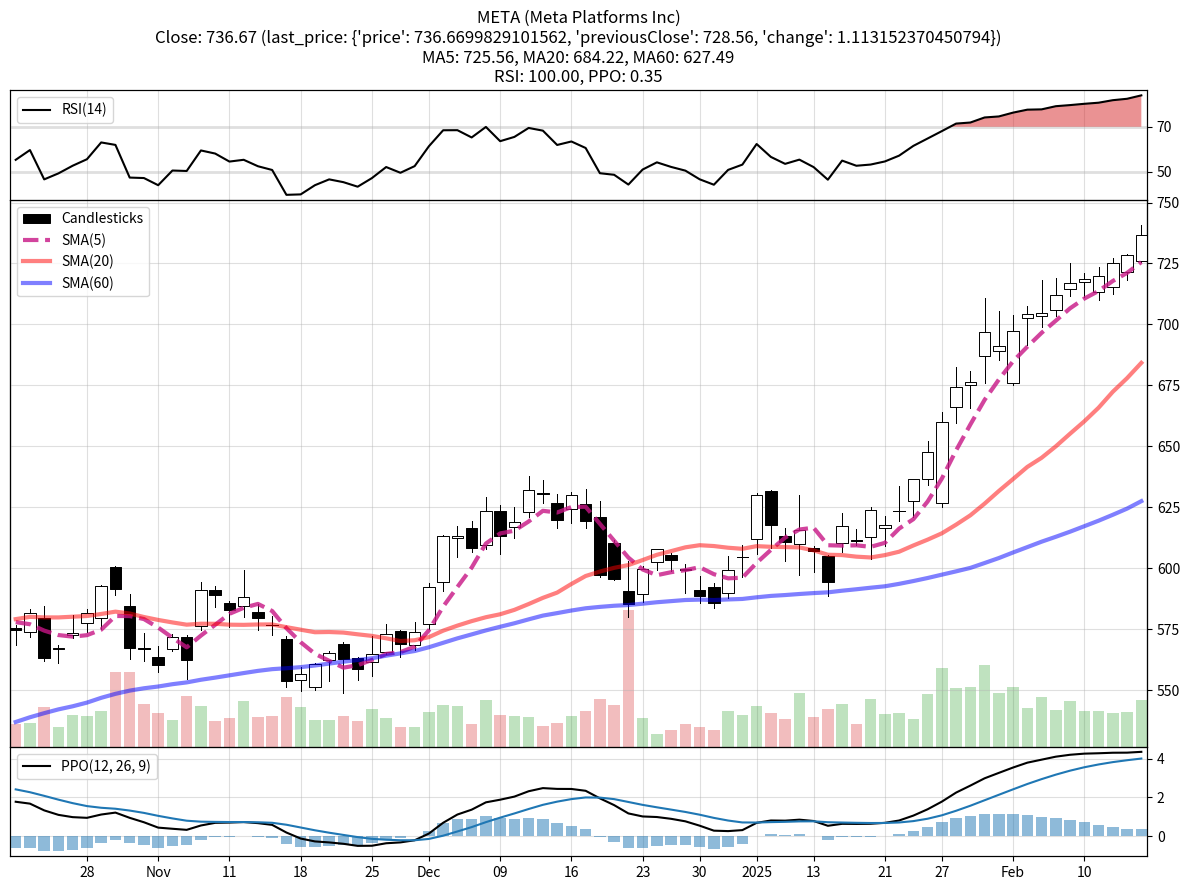 META (Meta Platforms Inc)
Close: 736.67 (last_price: {'price': 736.6699829101562, 'previousClose': 728.56, 'change': 1.113152370450794})
MA5: 725.56, MA20: 684.22, MA60: 627.49
RSI: 100.00, PPO: 0.35
RSI(14)
70
50
Candlesticks
SMA(5)
SMA(20)
SMA(60)
750
725
700
675
650
625
600
575
550
PPO(12, 26, 9)
4
2
0
28 Nov 11 18 25 Dec 09 16 23 30 2025 13 21 27 Feb 10